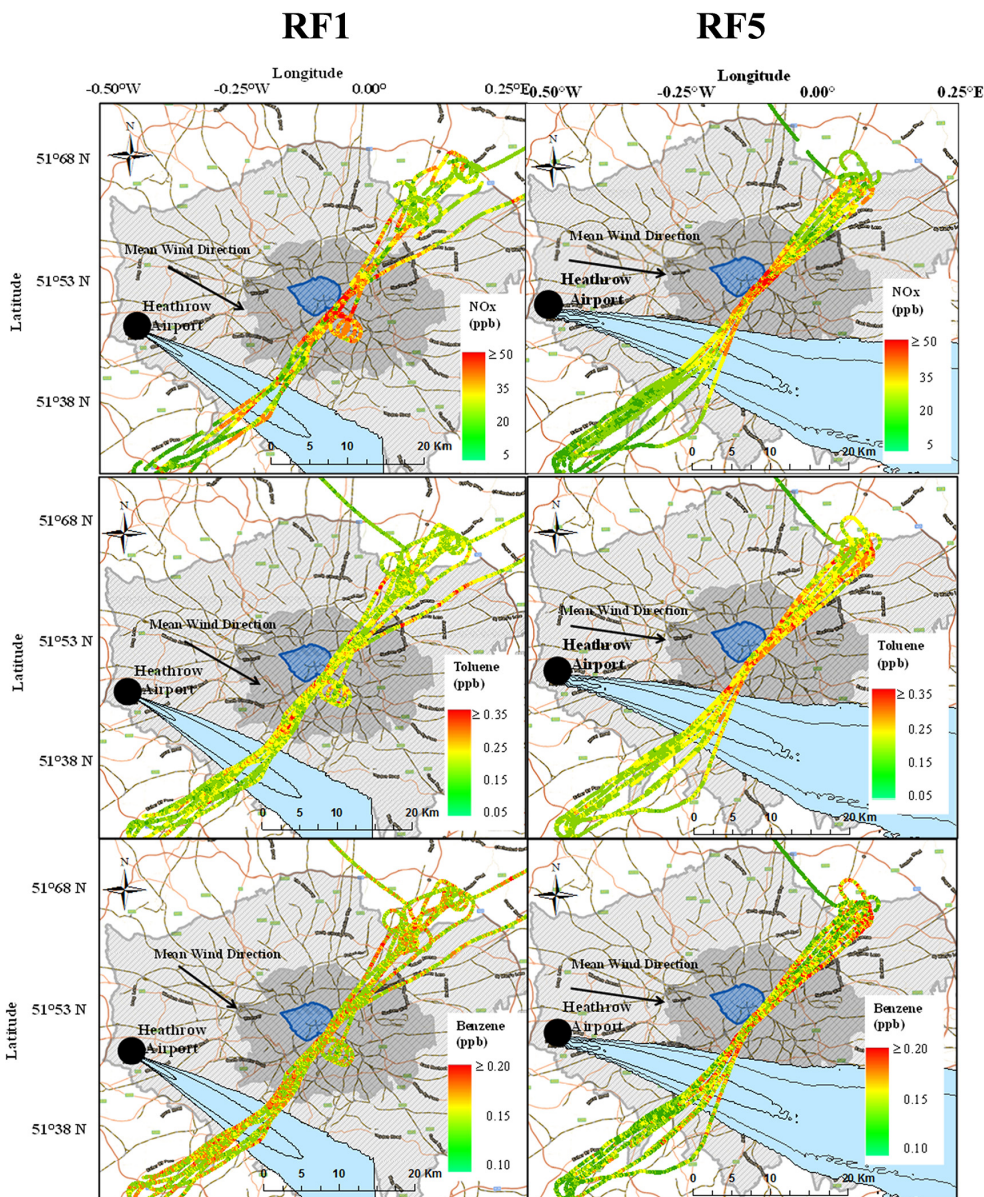 RF1
RF5
Longitude
-0.50°W
-0.25°W
0.00°
0.25°E
Longitude
-0.50°W
-0.25°W
0.00°
0.25°E
Latitude
51°68 N
51°53 N
51°38 N
N
Mean Wind Direction
Heathrow
Airport
NOx
(ppb)
≥ 50
35
20
5
0 5 10 20 Km
N
Mean Wind Direction
Heathrow
Airport
NOx
(ppb)
≥ 50
35
20
5
0 5 10 20 Km
Latitude
51°68 N
51°53 N
51°38 N
N
Mean Wind Direction
Heathrow
Airport
Toluene
(ppb)
≥ 0.35
0.25
0.15
0.05
0 5 10 20 Km
N
Mean Wind Direction
Heathrow
Airport
Toluene
(ppb)
≥ 0.35
0.25
0.15
0.05
0 5 10 20 Km
Latitude
51°68 N
51°53 N
51°38 N
N
Mean Wind Direction
Heathrow
Airport
Benzene
(ppb)
≥ 0.20
0.15
0.10
0 5 10 20 Km
N
Mean Wind Direction
Heathrow
Airport
Benzene
(ppb)
≥ 0.20
0.15
0.10
0 5 10 20 Km